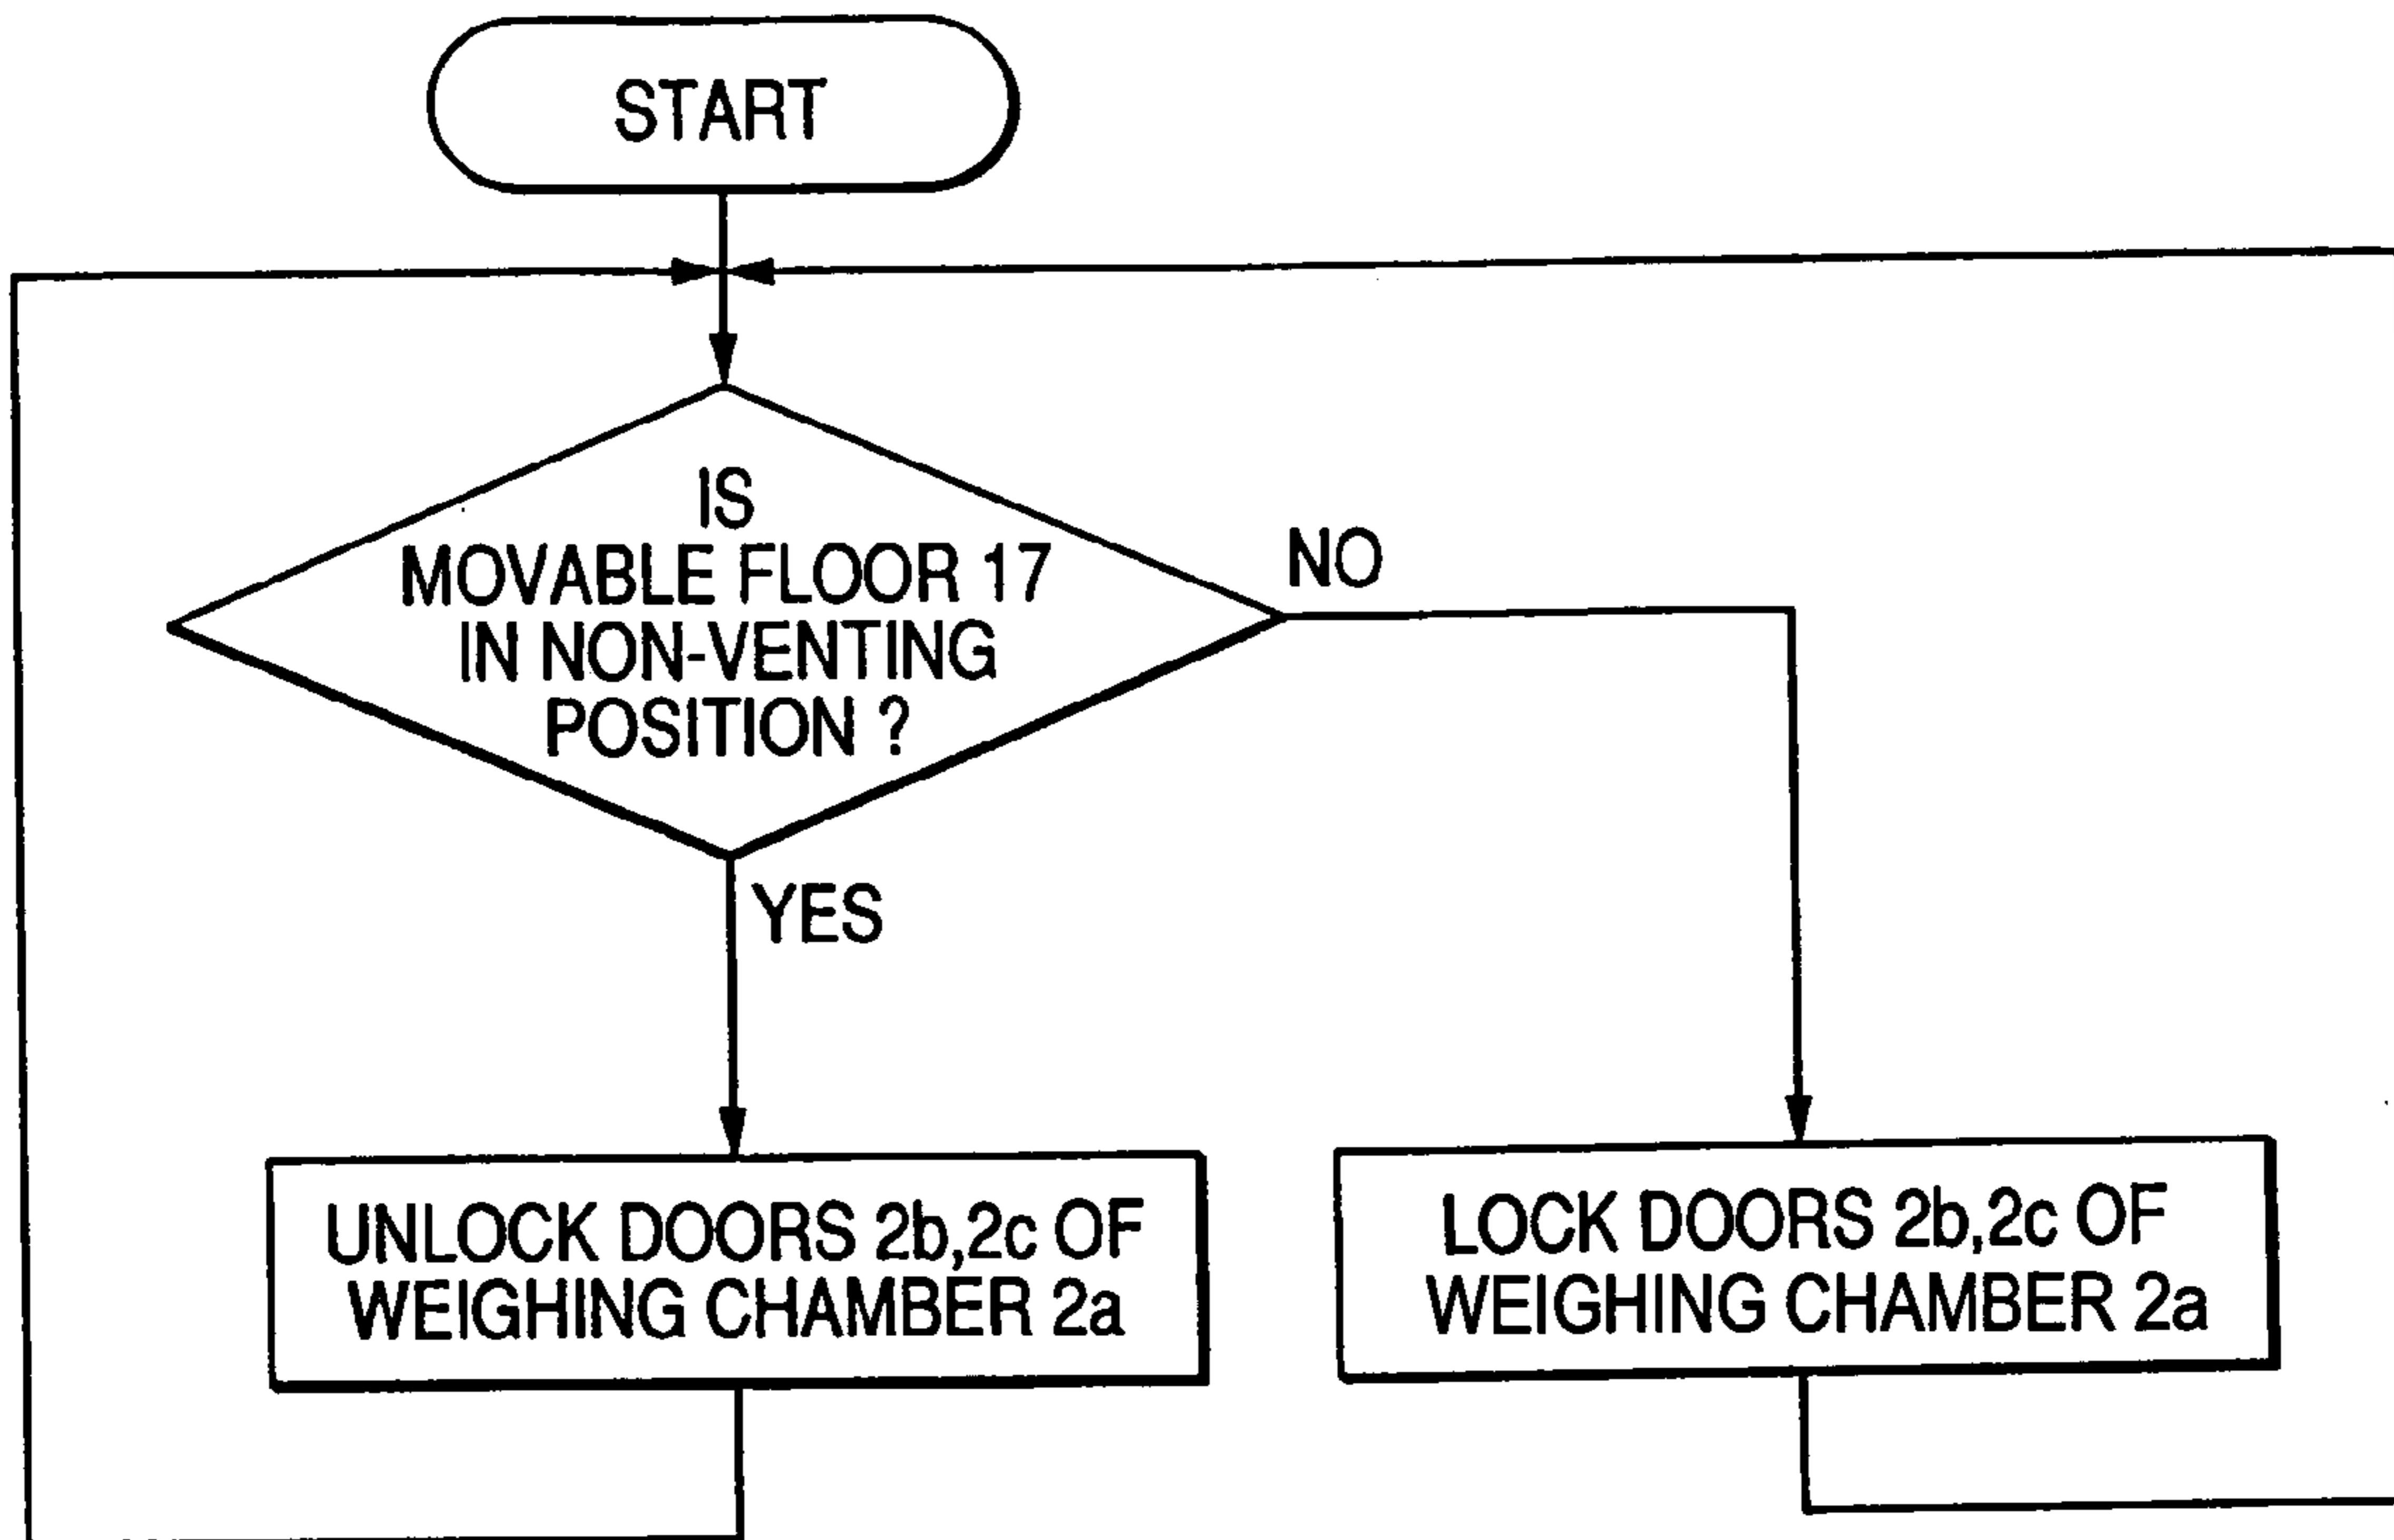 START
IS
MOVABLE FLOOR 17
IN NON-VENTING
POSITION ?
NO
YES
UNLOCK DOORS 2b,2c OF
WEIGHING CHAMBER 2a
LOCK DOORS 2b,2c OF
WEIGHING CHAMBER 2a